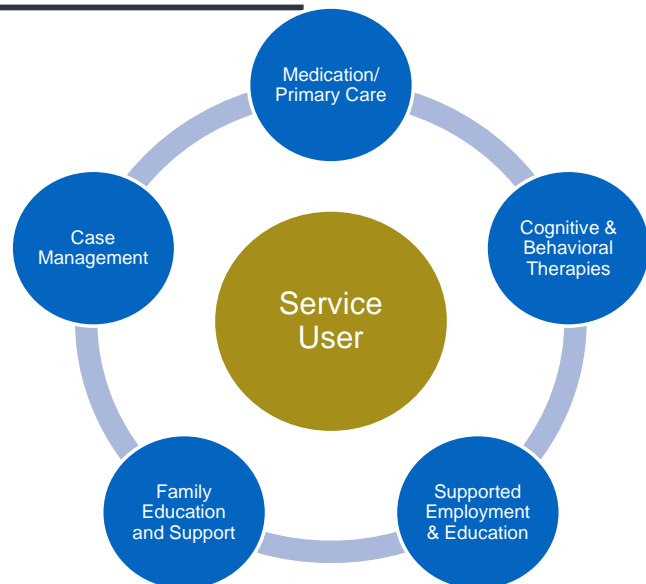 Medication/
Primary Care
Cognitive &
Behavioral
Therapies
Case
Management
Service
User
Family
Education
and Support
Supported
Employment
& Education